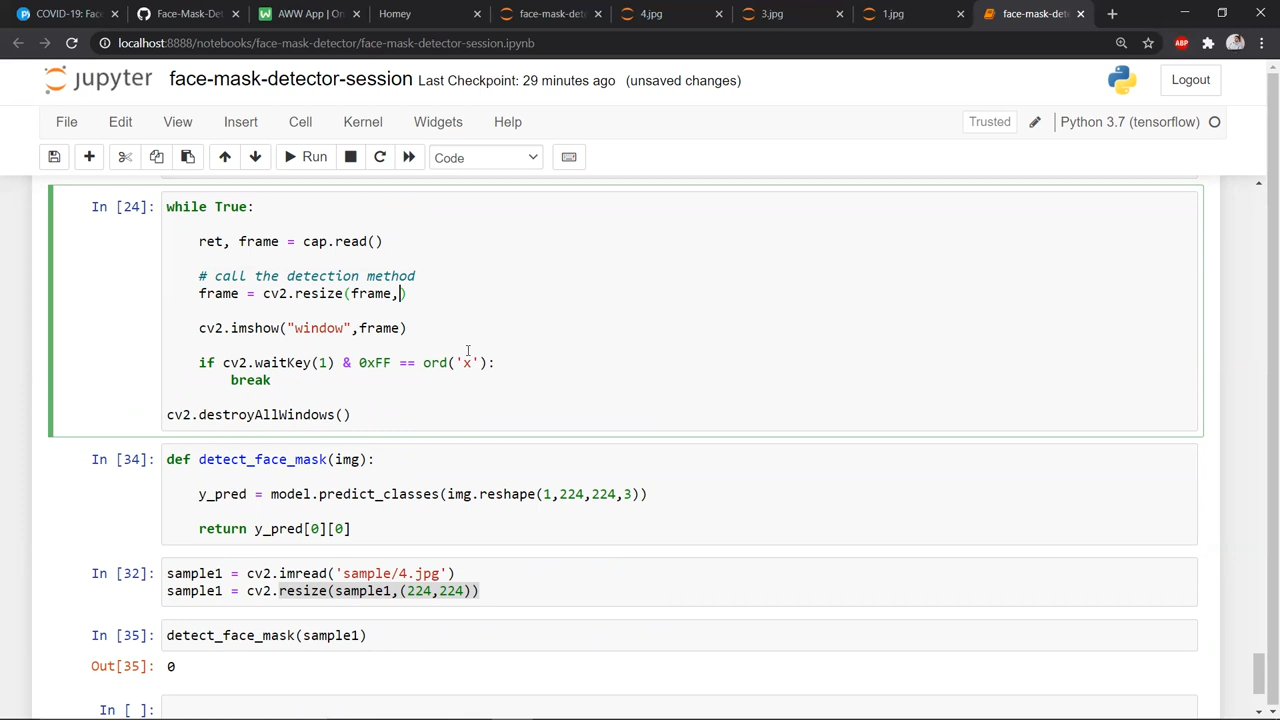 COVID-19: Fac
Face-Mask-Det
AWW App | On
Homey
face-mask-dete
4.jpg
3.jpg
1.jpg
face-mask-dete
localhost:8888/notebooks/face-mask-detector/face-mask-detector-session.ipynb
ABP
jupyter face-mask-detector-session Last Checkpoint: 29 minutes ago (unsaved changes)
Logout
File Edit View Insert Cell Kernel Widgets Help
Trusted
Python 3.7 (tensorflow)
Run
Code
In [24]: while True:
ret, frame = cap.read()
# call the detection method
frame = cv2.resize(frame,)
cv2.imshow("window",frame)
if cv2.waitKey(1) & 0xFF == ord('x'):
break
cv2.destroyAllWindows()
In [34]: def detect_face_mask(img):
y_pred = model.predict_classes(img.reshape(1,224,224,3))
return y_pred[0][0]
In [32]: sample1 = cv2.imread('sample/4.jpg')
sample1 = cv2.resize(sample1,(224,224))
In [35]: detect_face_mask(sample1)
Out[35]: 0
In [ ]: